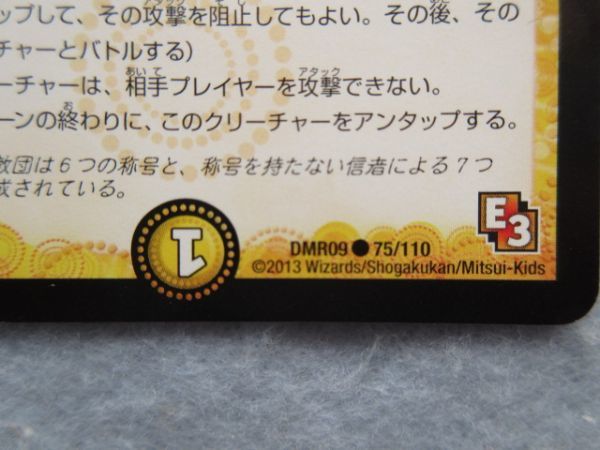 ップして、その攻撃を阻止してもよい。その後、その
チャーとバトルする)
ーチャーは、相手プレイヤーを攻撃できない。
ーンの終わりに、このクリーチャーをアンタップする。
教団は6つの称号と、称号を持たない信者による7つ
成されている。
1
DMR09 ● 75/110
©2013 Wizards/Shogakukan/Mitsui-Kids
E3